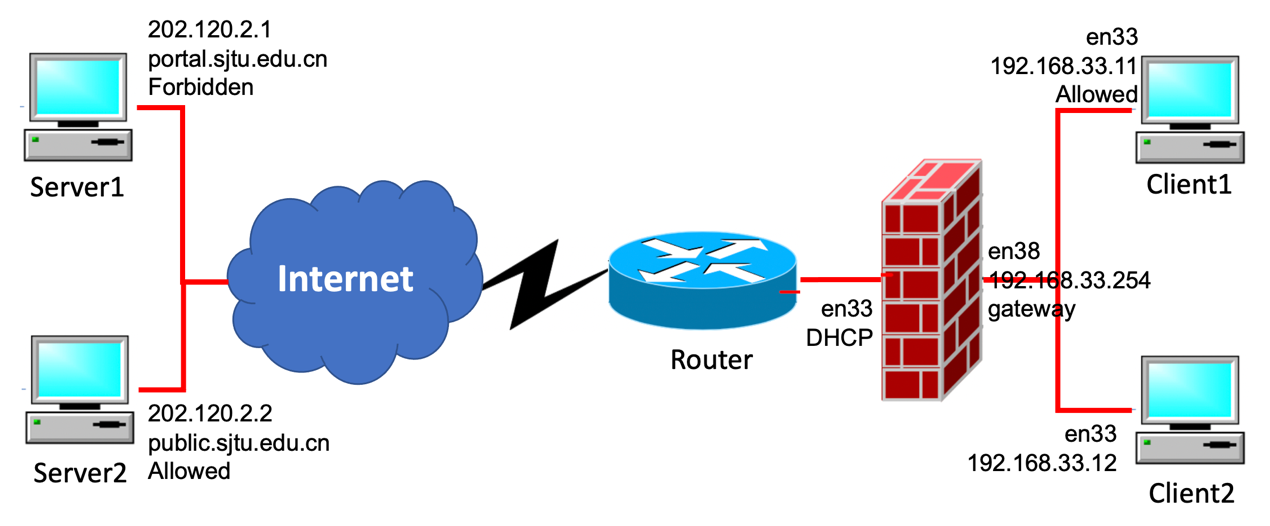 202.120.2.1
portal.sjtu.edu.cn
Forbidden
Server1
Internet
202.120.2.2
public.sjtu.edu.cn
Allowed
Server2
Router
en33
DHCP
en38
192.168.33.254
gateway
en33
192.168.33.11
Allowed
Client1
en33
192.168.33.12
Client2